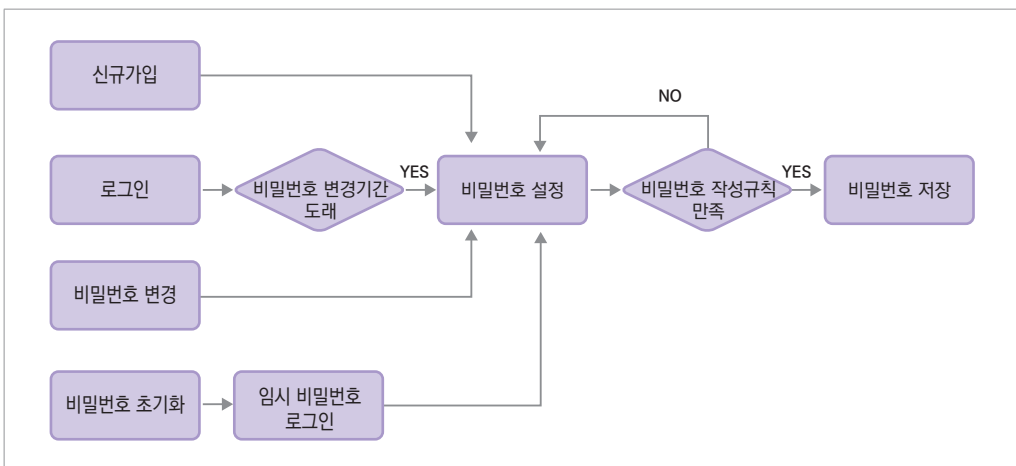 신규가입
NO
로그인
비밀번호 변경기간
도래
YES
비밀번호 설정
비밀번호 작성규칙
만족
YES
비밀번호 저장
비밀번호 변경
비밀번호 초기화
임시 비밀번호
로그인